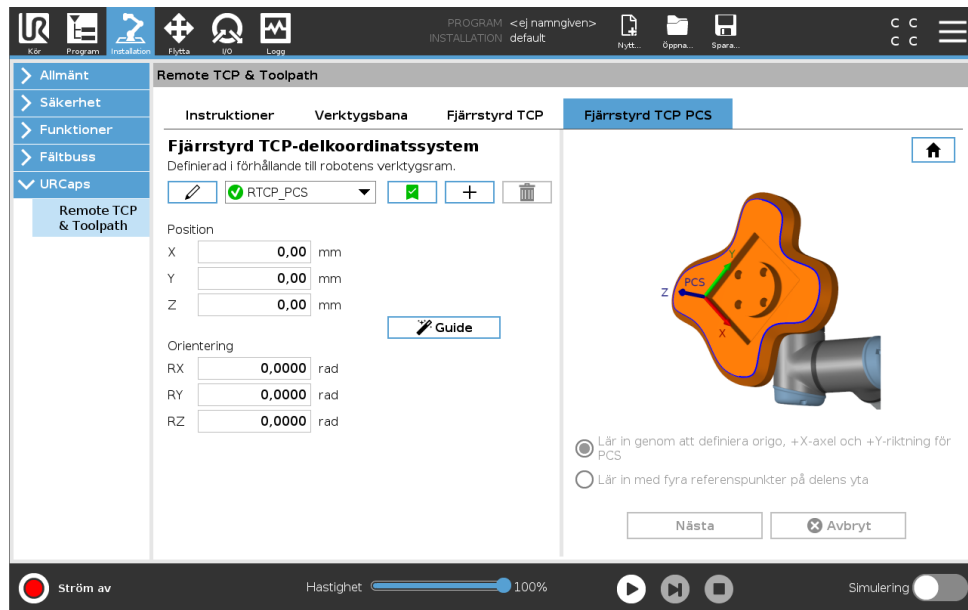 UR
Kör
Program
Installation
Flytta
I/O
Logg
PROGRAM <ej namngiven>
INSTALLATION default
Nytt...
Öppna...
Spara...
C C
C C
Allmänt
Säkerhet
Funktioner
Fältbuss
URCaps
Remote TCP
& Toolpath
Remote TCP & Toolpath
Instruktioner
Verktygsbana
Fjärrstyrd TCP
Fjärrstyrd TCP PCS
Fjärrstyrd TCP-delkoordinatssystem
Definierad i förhållande till robotens verktygsram.
RTCP_PCS
Position
X 0,00 mm
Y 0,00 mm
Z 0,00 mm
Guide
Orientering
RX 0,0000 rad
RY 0,0000 rad
RZ 0,0000 rad
Y
PCS
Z
X
Lär in genom att definiera origo, +X-axel och +Y-riktning för
PCS
Lär in med fyra referenspunkter på delens yta
Nästa
Avbryt
Ström av
Hastighet 100%
Simulering